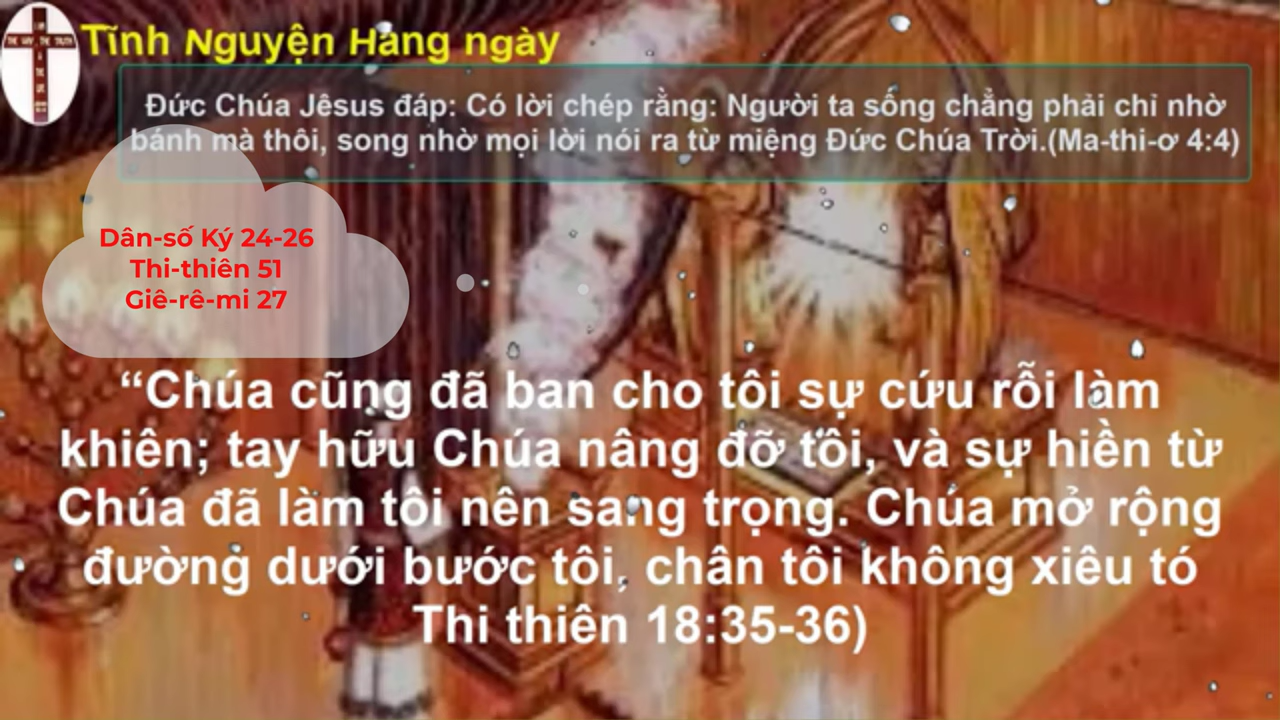 Tĩnh Nguyện Hàng ngày
Đức Chúa Jêsus đáp: Có lời chép rằng: Người ta sống chẳng phải chỉ nhờ
bánh mà thôi, song nhờ mọi lời nói ra từ miệng Đức Chúa Trời.(Ma-thi-ơ 4:4)
Dân-số Ký 24-26
Thi-thiên 51
Giê-rê-mi 27
“Chúa cũng đã ban cho tôi sự cứu rỗi làm
khiên; tay hữu Chúa nâng đỡ tôi, và sự hiền từ
Chúa đã làm tôi nên sang trọng. Chúa mở rộng
đường dưới bước tôi, chân tôi không xiêu tó
Thi thiên 18:35-36)